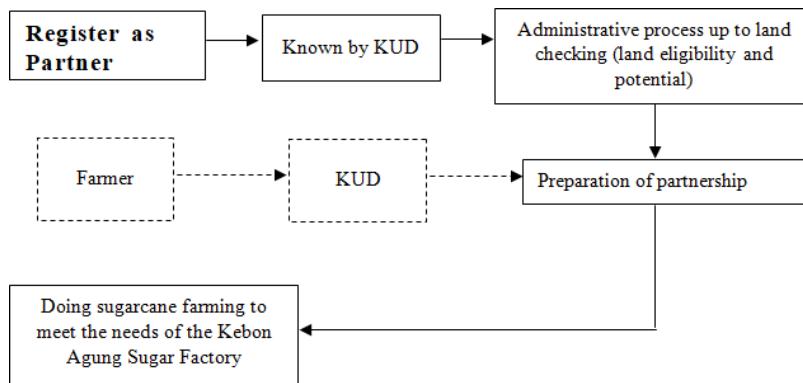 Register as
Partner
Known by KUD
Administrative process up to land
checking (land eligibility and
potential)
Farmer
KUD
Preparation of partnership
Doing sugarcane farming to
meet the needs of the Kebon
Agung Sugar Factory